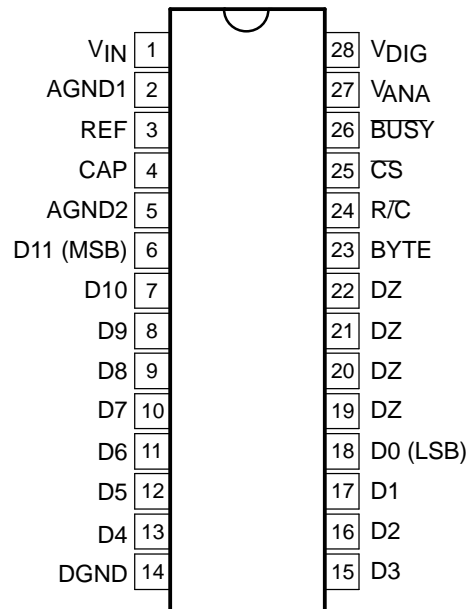 VIN 1 28 VDIG
AGND1 2 27 VANA
REF 3 26 BUSY
CAP 4 25 CS
AGND2 5 24 R/C
D11 (MSB) 6 23 BYTE
D10 7 22 DZ
D9 8 21 DZ
D8 9 20 DZ
D7 10 19 DZ
D6 11 18 D0 (LSB)
D5 12 17 D1
D4 13 16 D2
DGND 14 15 D3